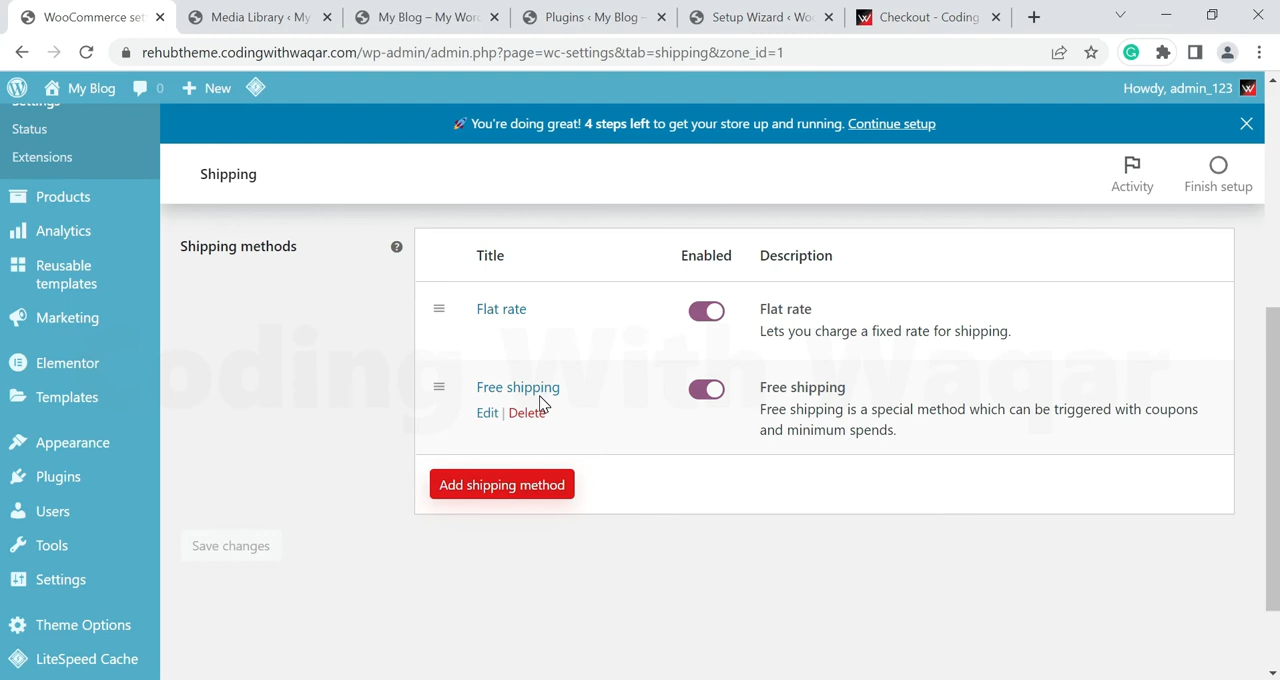 WooCommerce set
Media Library ‹ My
My Blog – My Wor
Plugins ‹ My Blog –
Setup Wizard ‹ Wo
Checkout - Coding
rehubtheme.codingwithwaqar.com/wp-admin/admin.php?page=wc-settings&tab=shipping&zone_id=1
My Blog
0
New
Howdy, admin_123
Settings
Status
Extensions
Products
Analytics
Reusable
templates
Marketing
Elementor
Templates
Appearance
Plugins
Users
Tools
Settings
Theme Options
LiteSpeed Cache
🚀 You're doing great! 4 steps left to get your store up and running. Continue setup
Shipping
Activity
Finish setup
Shipping methods
Title
Enabled
Description
Flat rate
Flat rate
Lets you charge a fixed rate for shipping.
Free shipping
Edit | Delete
Free shipping
Free shipping is a special method which can be triggered with coupons
and minimum spends.
Add shipping method
Save changes
Coding With Waqar